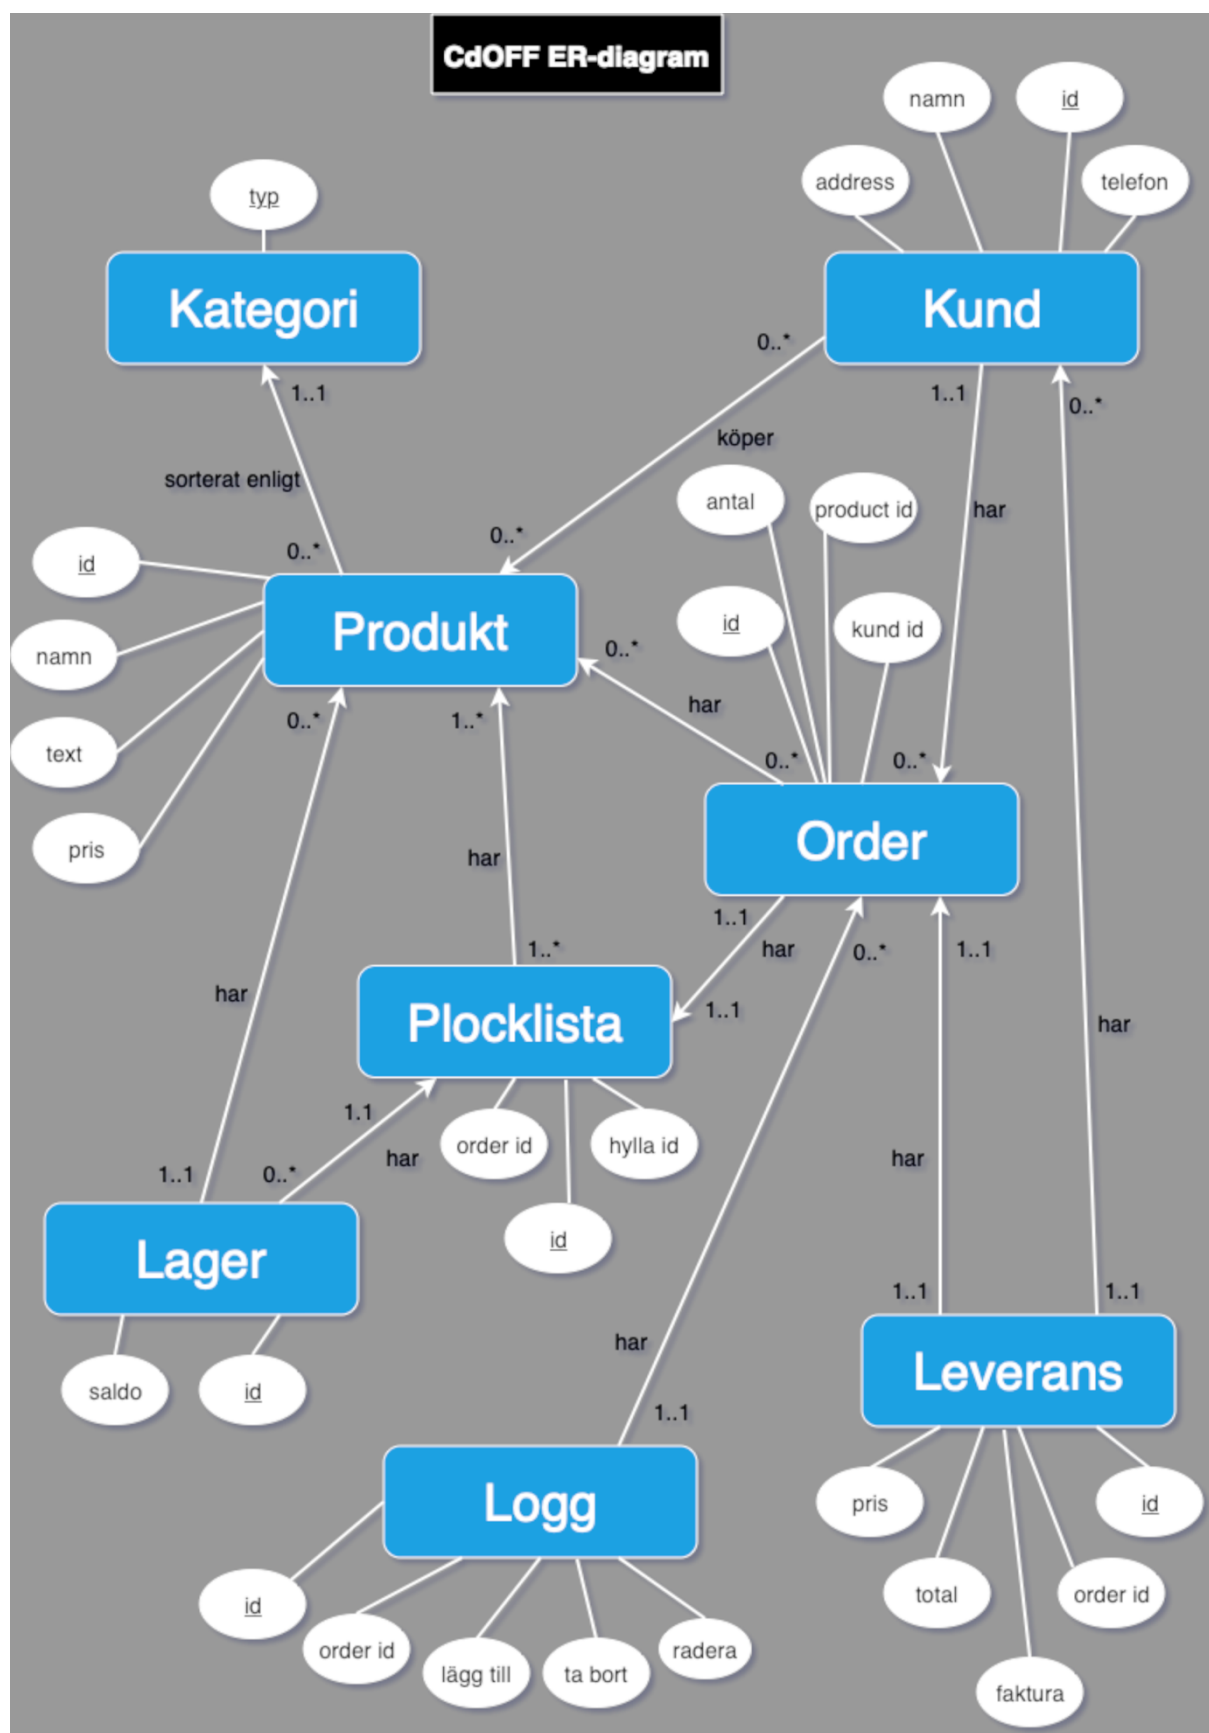 CdOFF ER-diagram
namn
id
address
telefon
typ
Kategori
Kund
0..*
1..1
1..1
0..*
köper
sorterat enligt
antal
product id
har
0..*
0..*
id
namn
text
pris
Produkt
id
kund id
0..*
har
0..*
1..*
0..*
0..*
Order
har
1..1
har
0..*
1..1
1..*
har
1..1
Plocklista
har
1.1
order id
hylla id
har
har
1..1
0..*
id
Lager
1..1
1..1
saldo
id
har
1..1
Leverans
Logg
pris
id
total
order id
faktura
id
order id
lägg till
ta bort
radera